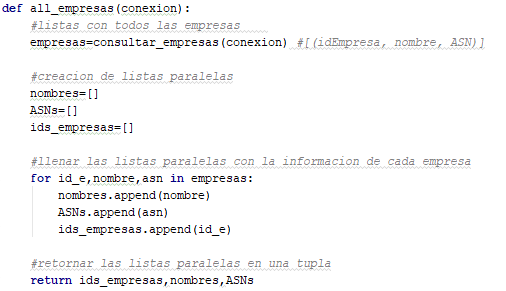 def all_empresas(conexion):
    #listas con todos las empresas
    empresas=consultar_empresas(conexion) #[(idEmpresa, nombre, ASN)]

    #creacion de listas paralelas
    nombres=[]
    ASNs=[]
    ids_empresas=[]

    #llenar las listas paralelas con la informacion de cada empresa
    for id_e,nombre,asn in empresas:
        nombres.append(nombre)
        ASNs.append(asn)
        ids_empresas.append(id_e)

    #retornar las listas paralelas en una tupla
    return ids_empresas,nombres,ASNs